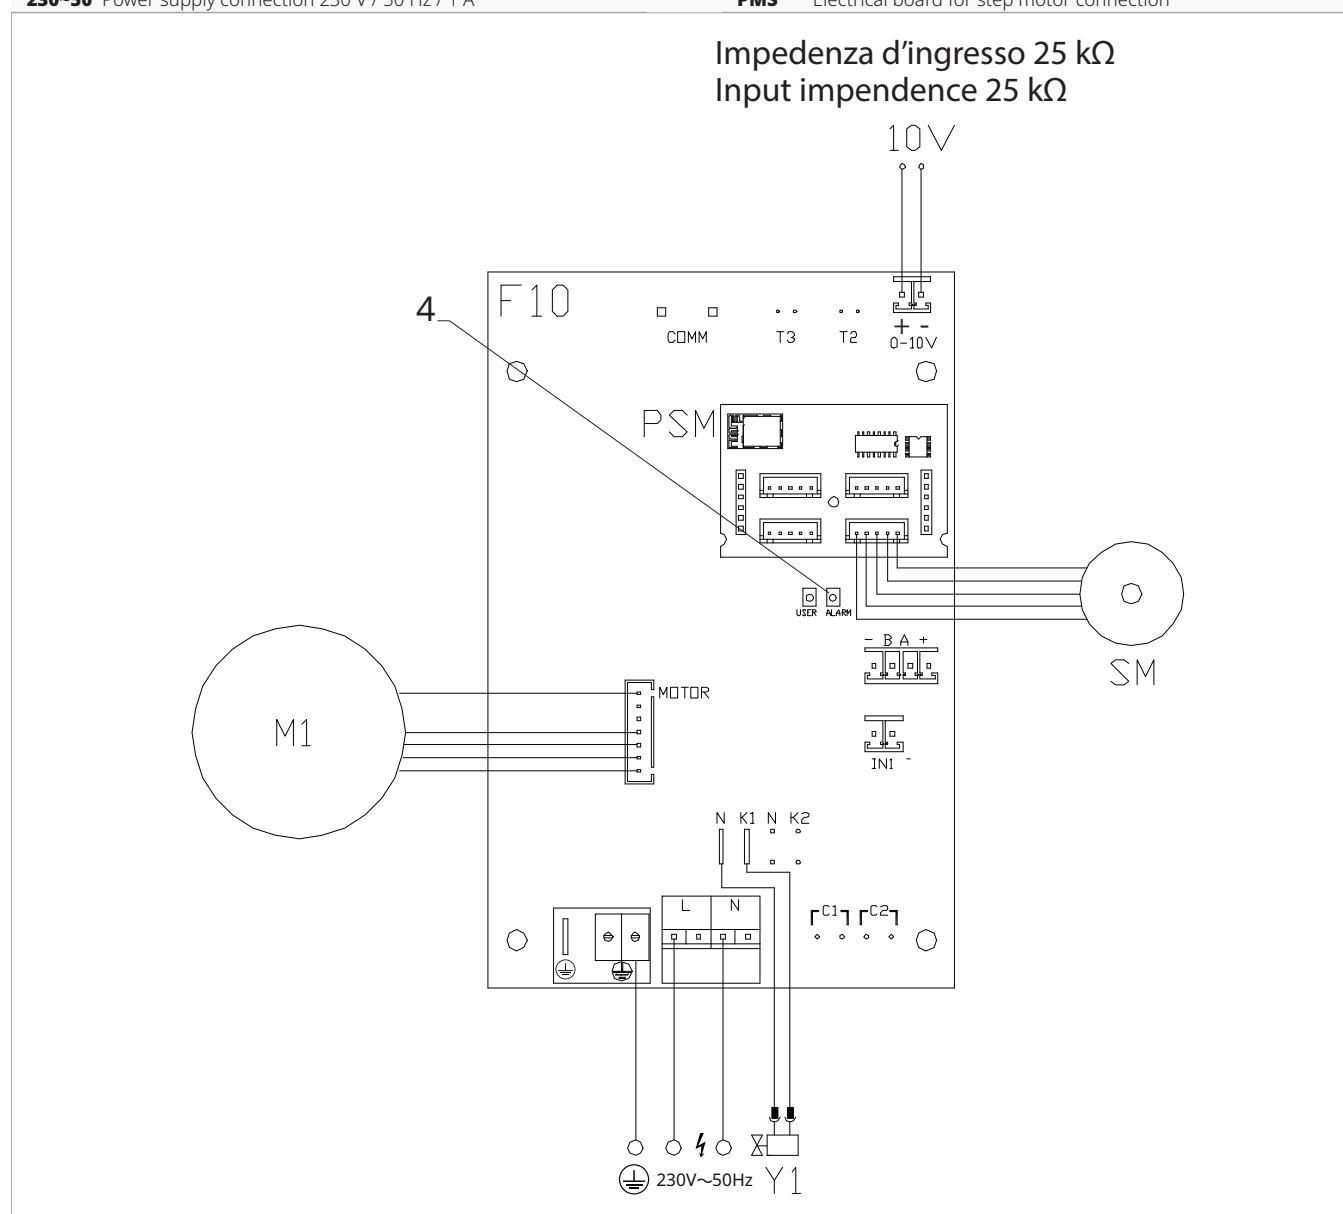 230~50 Power supply connection 230 V / 50 Hz / 1 A
PMS Electrical board for step motor connection
Impedenza d'ingresso 25 kΩ
Input impendence 25 kΩ
10V
F10
4
COMM
T3
T2
+ -
0-10V
PSM
USER
ALARM
- B A +
SM
MOTOR
M1
IN1 -
N K1 N K2
L N
C1 C2
230V~50Hz
Y1